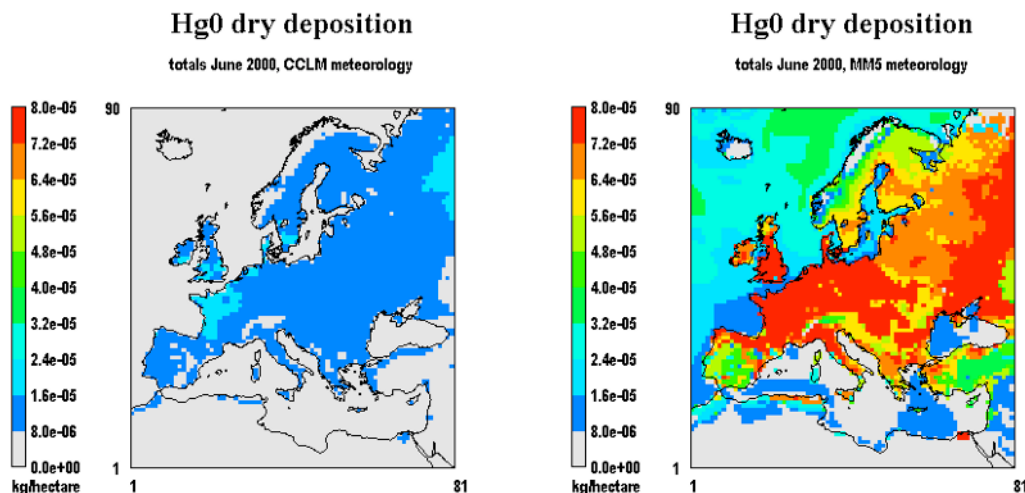 Hg0 dry deposition
totals June 2000, CCLM meteorology
8.0e-05
7.2e-05
6.4e-05
5.6e-05
4.8e-05
4.0e-05
3.2e-05
2.4e-05
1.6e-05
8.0e-06
0.0e+00
kg/hectare
90
1
1
81
Hg0 dry deposition
totals June 2000, MM5 meteorology
8.0e-05
7.2e-05
6.4e-05
5.6e-05
4.8e-05
4.0e-05
3.2e-05
2.4e-05
1.6e-05
8.0e-06
0.0e+00
kg/hectare
90
1
1
81